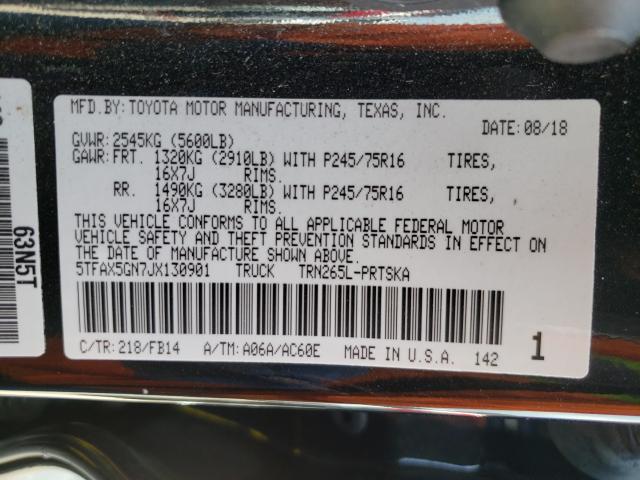 MFD.BY:TOYOTA MOTOR MANUFACTURING, TEXAS, INC.
DATE:08/18
GVWR:2545KG (5600LB)
GAWR:FRT. 1320KG (2910LB) WITH P245/75R16 TIRES,
16X7J RIMS.
RR. 1490KG (3280LB) WITH P245/75R16 TIRES,
16X7J RIMS.
THIS VEHICLE CONFORMS TO ALL APPLICABLE FEDERAL MOTOR
VEHICLE SAFETY AND THEFT PREVENTION STANDARDS IN EFFECT ON
THE DATE OF MANUFACTURE SHOWN ABOVE.
5TFAX5GN7JX130901 TRUCK TRN265L-PRTSKA
C/TR:218/FB14 A/TM:A06A/AC60E MADE IN U.S.A. 142
1
63N5T